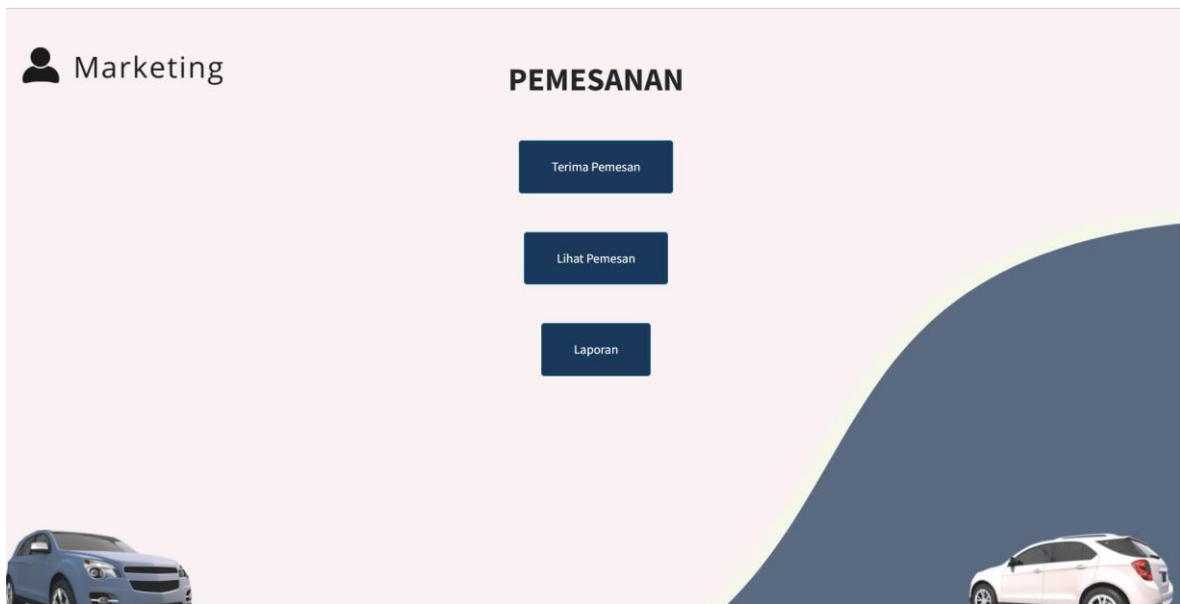 Marketing
PEMESANAN
Terima Pemesan
Lihat Pemesan
Laporan